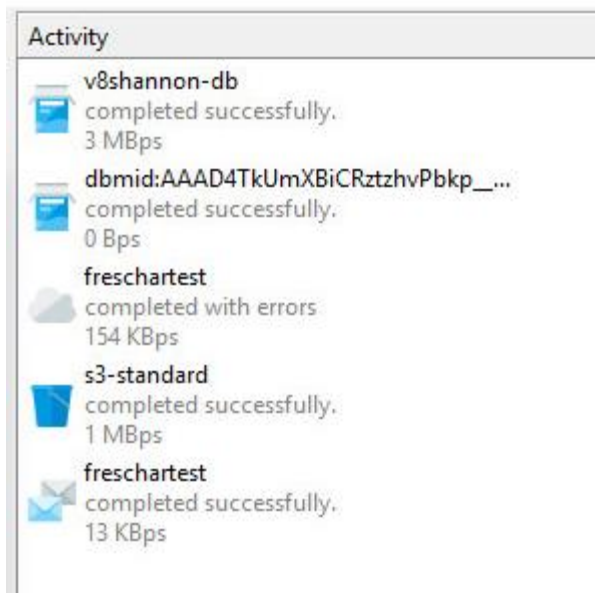 Activity
v8shannon-db
completed successfully.
3 MBps
dbmid:AAAD4TkUmXBiCRztzhvPbkp__...
completed successfully.
0 Bps
freschartest
completed with errors
154 KBps
s3-standard
completed successfully.
1 MBps
freschartest
completed successfully.
13 KBps